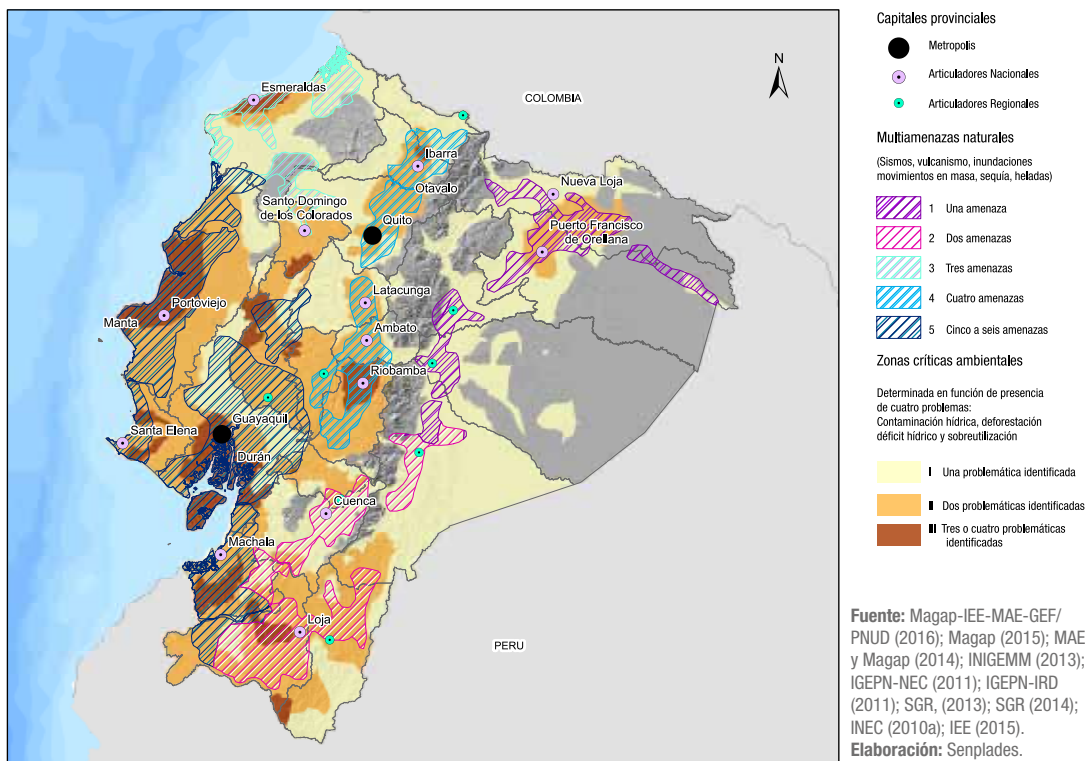 COLOMBIA
PERU
N
Esmeraldas
Ibarra
Otavalo
Nueva Loja
Santo Domingo
de los Colorados
Quito
Puerto Francisco
de Orellana
Latacunga
Portoviejo
Manta
Ambato
Riobamba
Guayaquil
Santa Elena
Durán
Cuenca
Machala
Loja
Capitales provinciales
Metropolis
Articuladores Nacionales
Articuladores Regionales
Multiamenazas naturales
(Sismos, vulcanismo, inundaciones
movimientos en masa, sequía, heladas)
1 Una amenaza
2 Dos amenazas
3 Tres amenazas
4 Cuatro amenazas
5 Cinco a seis amenazas
Zonas críticas ambientales
Determinada en función de presencia
de cuatro problemas:
Contaminación hídrica, deforestación
déficit hídrico y sobreutilización
I Una problemática identificada
II Dos problemáticas identificadas
III Tres o cuatro problemáticas
identificadas
Fuente: Magap-IEE-MAE-GEF/
PNUD (2016); Magap (2015); MAE
y Magap (2014); INIGEMM (2013);
IGEPN-NEC (2011); IGEPN-IRD
(2011); SGR, (2013); SGR (2014);
INEC (2010a); IEE (2015).
Elaboración: Senplades.